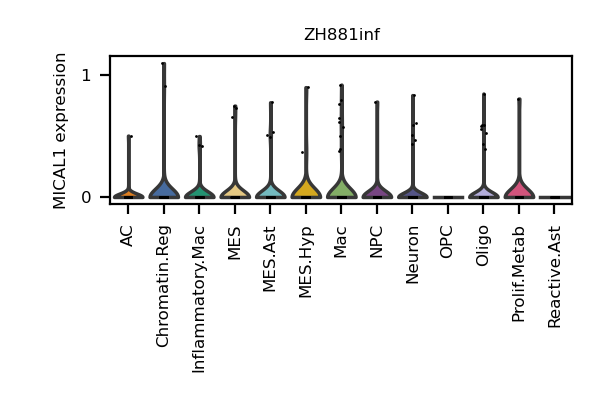 ZH881inf
MICAL1 expression
1
0
AC
Chromatin.Reg
Inflammatory.Mac
MES
MES.Ast
MES.Hyp
Mac
NPC
Neuron
OPC
Oligo
Prolif.Metab
Reactive.Ast